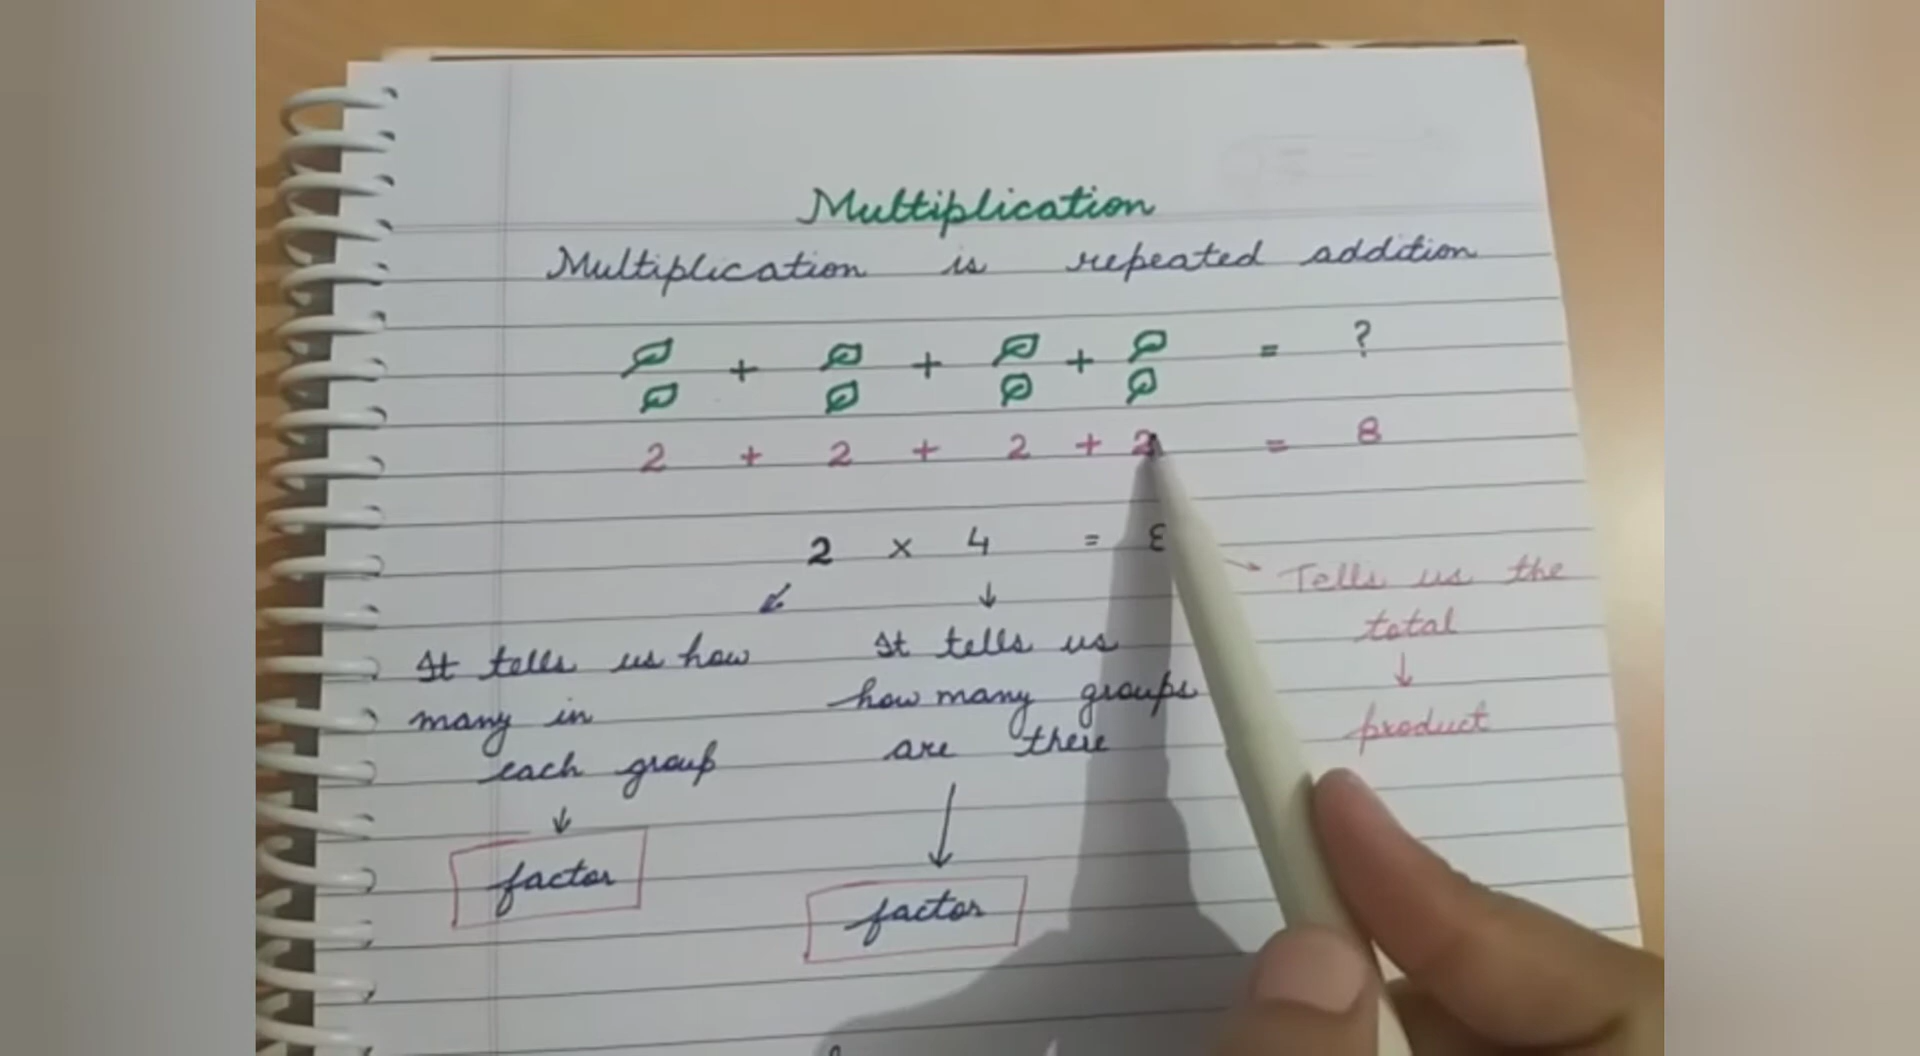 Multiplication
Multiplication is repeated addition
+ + + = ?
2 + 2 + 2 + 2 = 8
2 × 4 =
It tells us how
many in
each group
factor
It tells us
how many groups
are there
factor
Tells us the
total
product